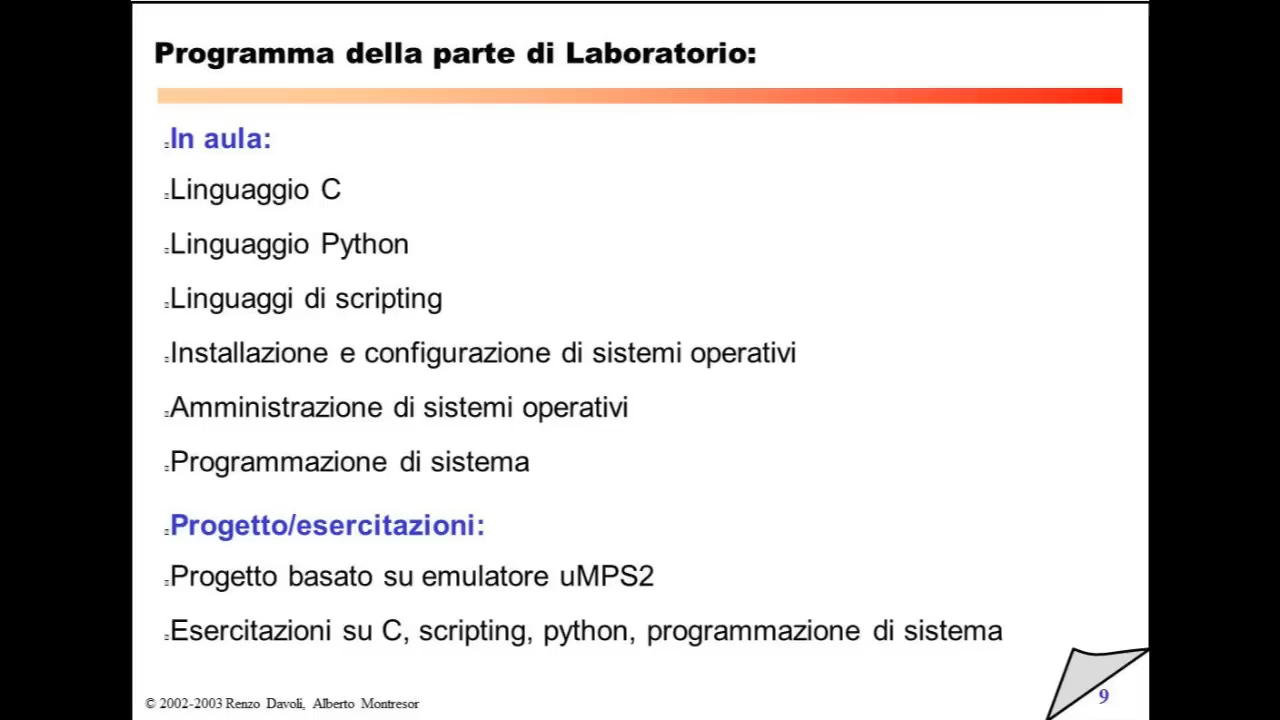 Programma della parte di Laboratorio:
In aula:
Linguaggio C
Linguaggio Python
Linguaggi di scripting
Installazione e configurazione di sistemi operativi
Amministrazione di sistemi operativi
Programmazione di sistema
Progetto/esercitazioni:
Progetto basato su emulatore uMPS2
Esercitazioni su C, scripting, python, programmazione di sistema
© 2002-2003 Renzo Davoli, Alberto Montresor
9